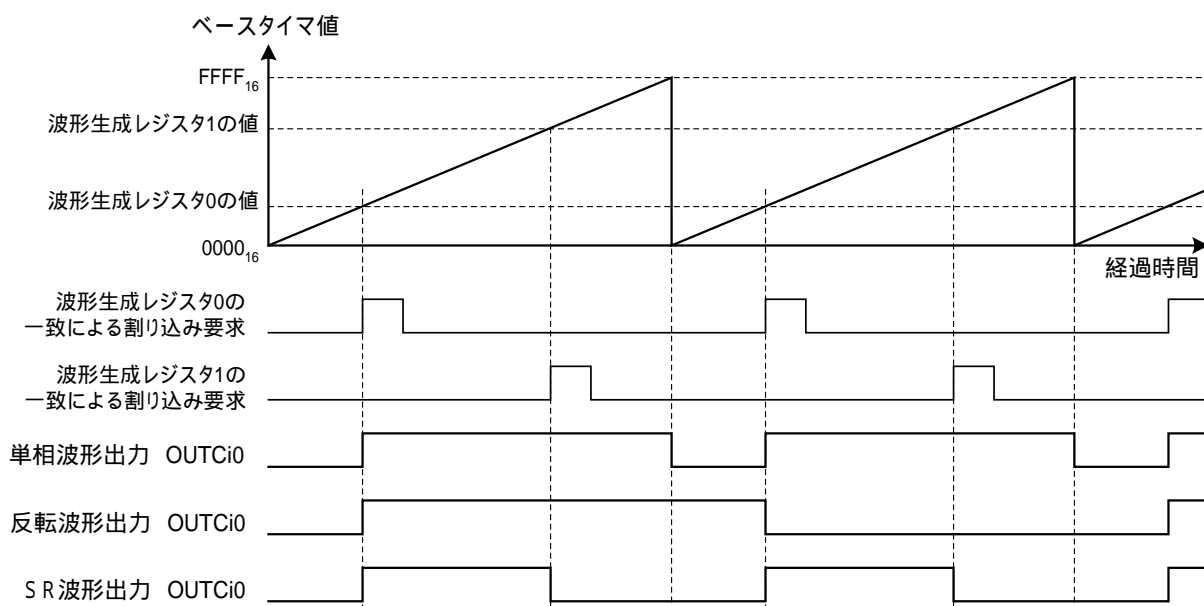 ベースタイマ値
FFFF16
波形生成レジスタ1の値
波形生成レジスタ0の値
000016
経過時間
波形生成レジスタ0の
一致による割り込み要求
波形生成レジスタ1の
一致による割り込み要求
単相波形出力 OUTCi0
反転波形出力 OUTCi0
SR波形出力 OUTCi0